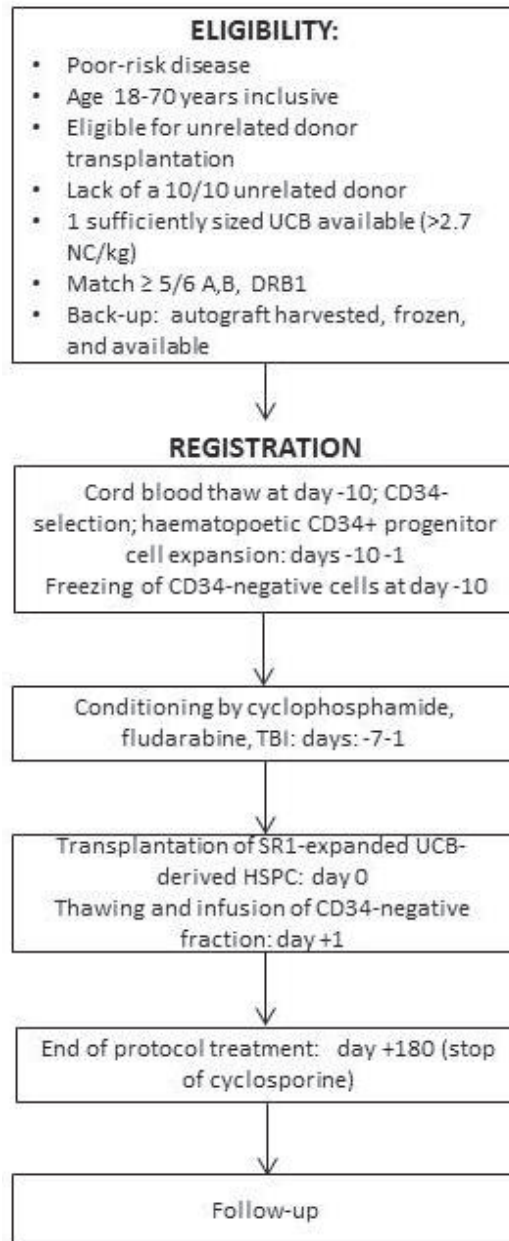 ELIGIBILITY:
• Poor-risk disease
• Age 18-70 years inclusive
• Eligible for unrelated donor
transplantation
• Lack of a 10/10 unrelated donor
• 1 sufficiently sized UCB available (>2.7
NC/kg)
• Match ≥ 5/6 A,B, DRB1
• Back-up: autograft harvested, frozen,
and available
REGISTRATION
Cord blood thaw at day -10; CD34-
selection; haematopoetic CD34+ progenitor
cell expansion: days -10 -1
Freezing of CD34-negative cells at day -10
Conditioning by cyclophosphamide,
fludarabine, TBI: days: -7-1
Transplantation of SR1-expanded UCB-
derived HSPC: day 0
Thawing and infusion of CD34-negative
fraction: day +1
End of protocol treatment: day +180 (stop
of cyclosporine)
Follow-up